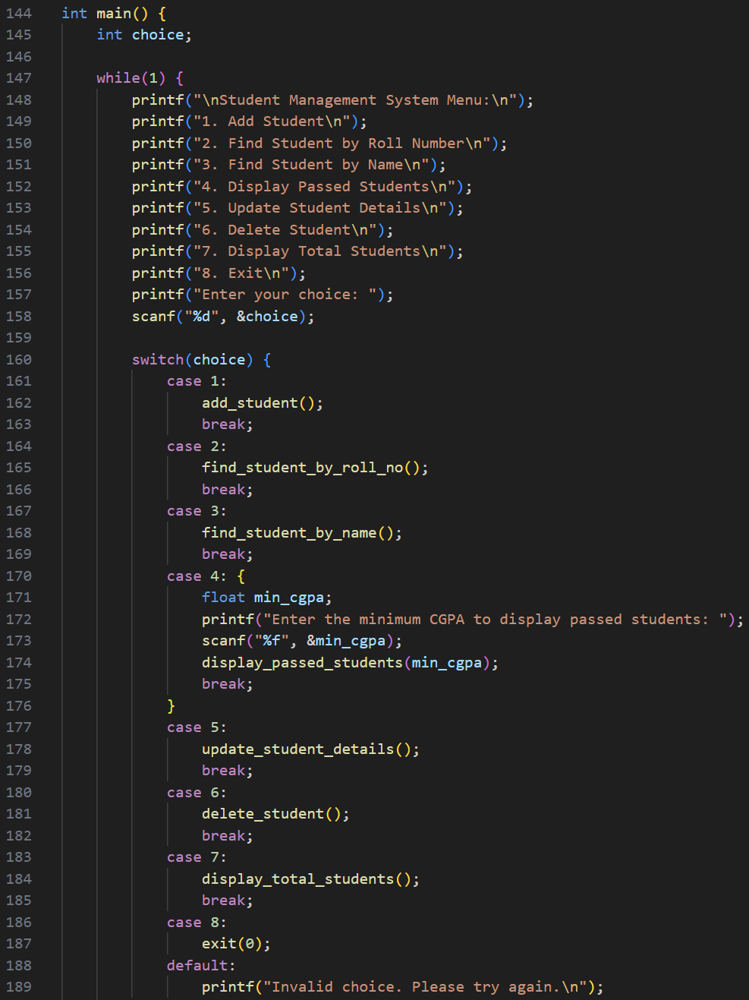 144 int main() {
145     int choice;
146
147     while(1) {
148         printf("\nStudent Management System Menu:\n");
149         printf("1. Add Student\n");
150         printf("2. Find Student by Roll Number\n");
151         printf("3. Find Student by Name\n");
152         printf("4. Display Passed Students\n");
153         printf("5. Update Student Details\n");
154         printf("6. Delete Student\n");
155         printf("7. Display Total Students\n");
156         printf("8. Exit\n");
157         printf("Enter your choice: ");
158         scanf("%d", &choice);
159
160         switch(choice) {
161             case 1:
162                 add_student();
163                 break;
164             case 2:
165                 find_student_by_roll_no();
166                 break;
167             case 3:
168                 find_student_by_name();
169                 break;
170             case 4: {
171                 float min_cgpa;
172                 printf("Enter the minimum CGPA to display passed students: ");
173                 scanf("%f", &min_cgpa);
174                 display_passed_students(min_cgpa);
175                 break;
176             }
177             case 5:
178                 update_student_details();
179                 break;
180             case 6:
181                 delete_student();
182                 break;
183             case 7:
184                 display_total_students();
185                 break;
186             case 8:
187                 exit(0);
188             default:
189                 printf("Invalid choice. Please try again.\n");